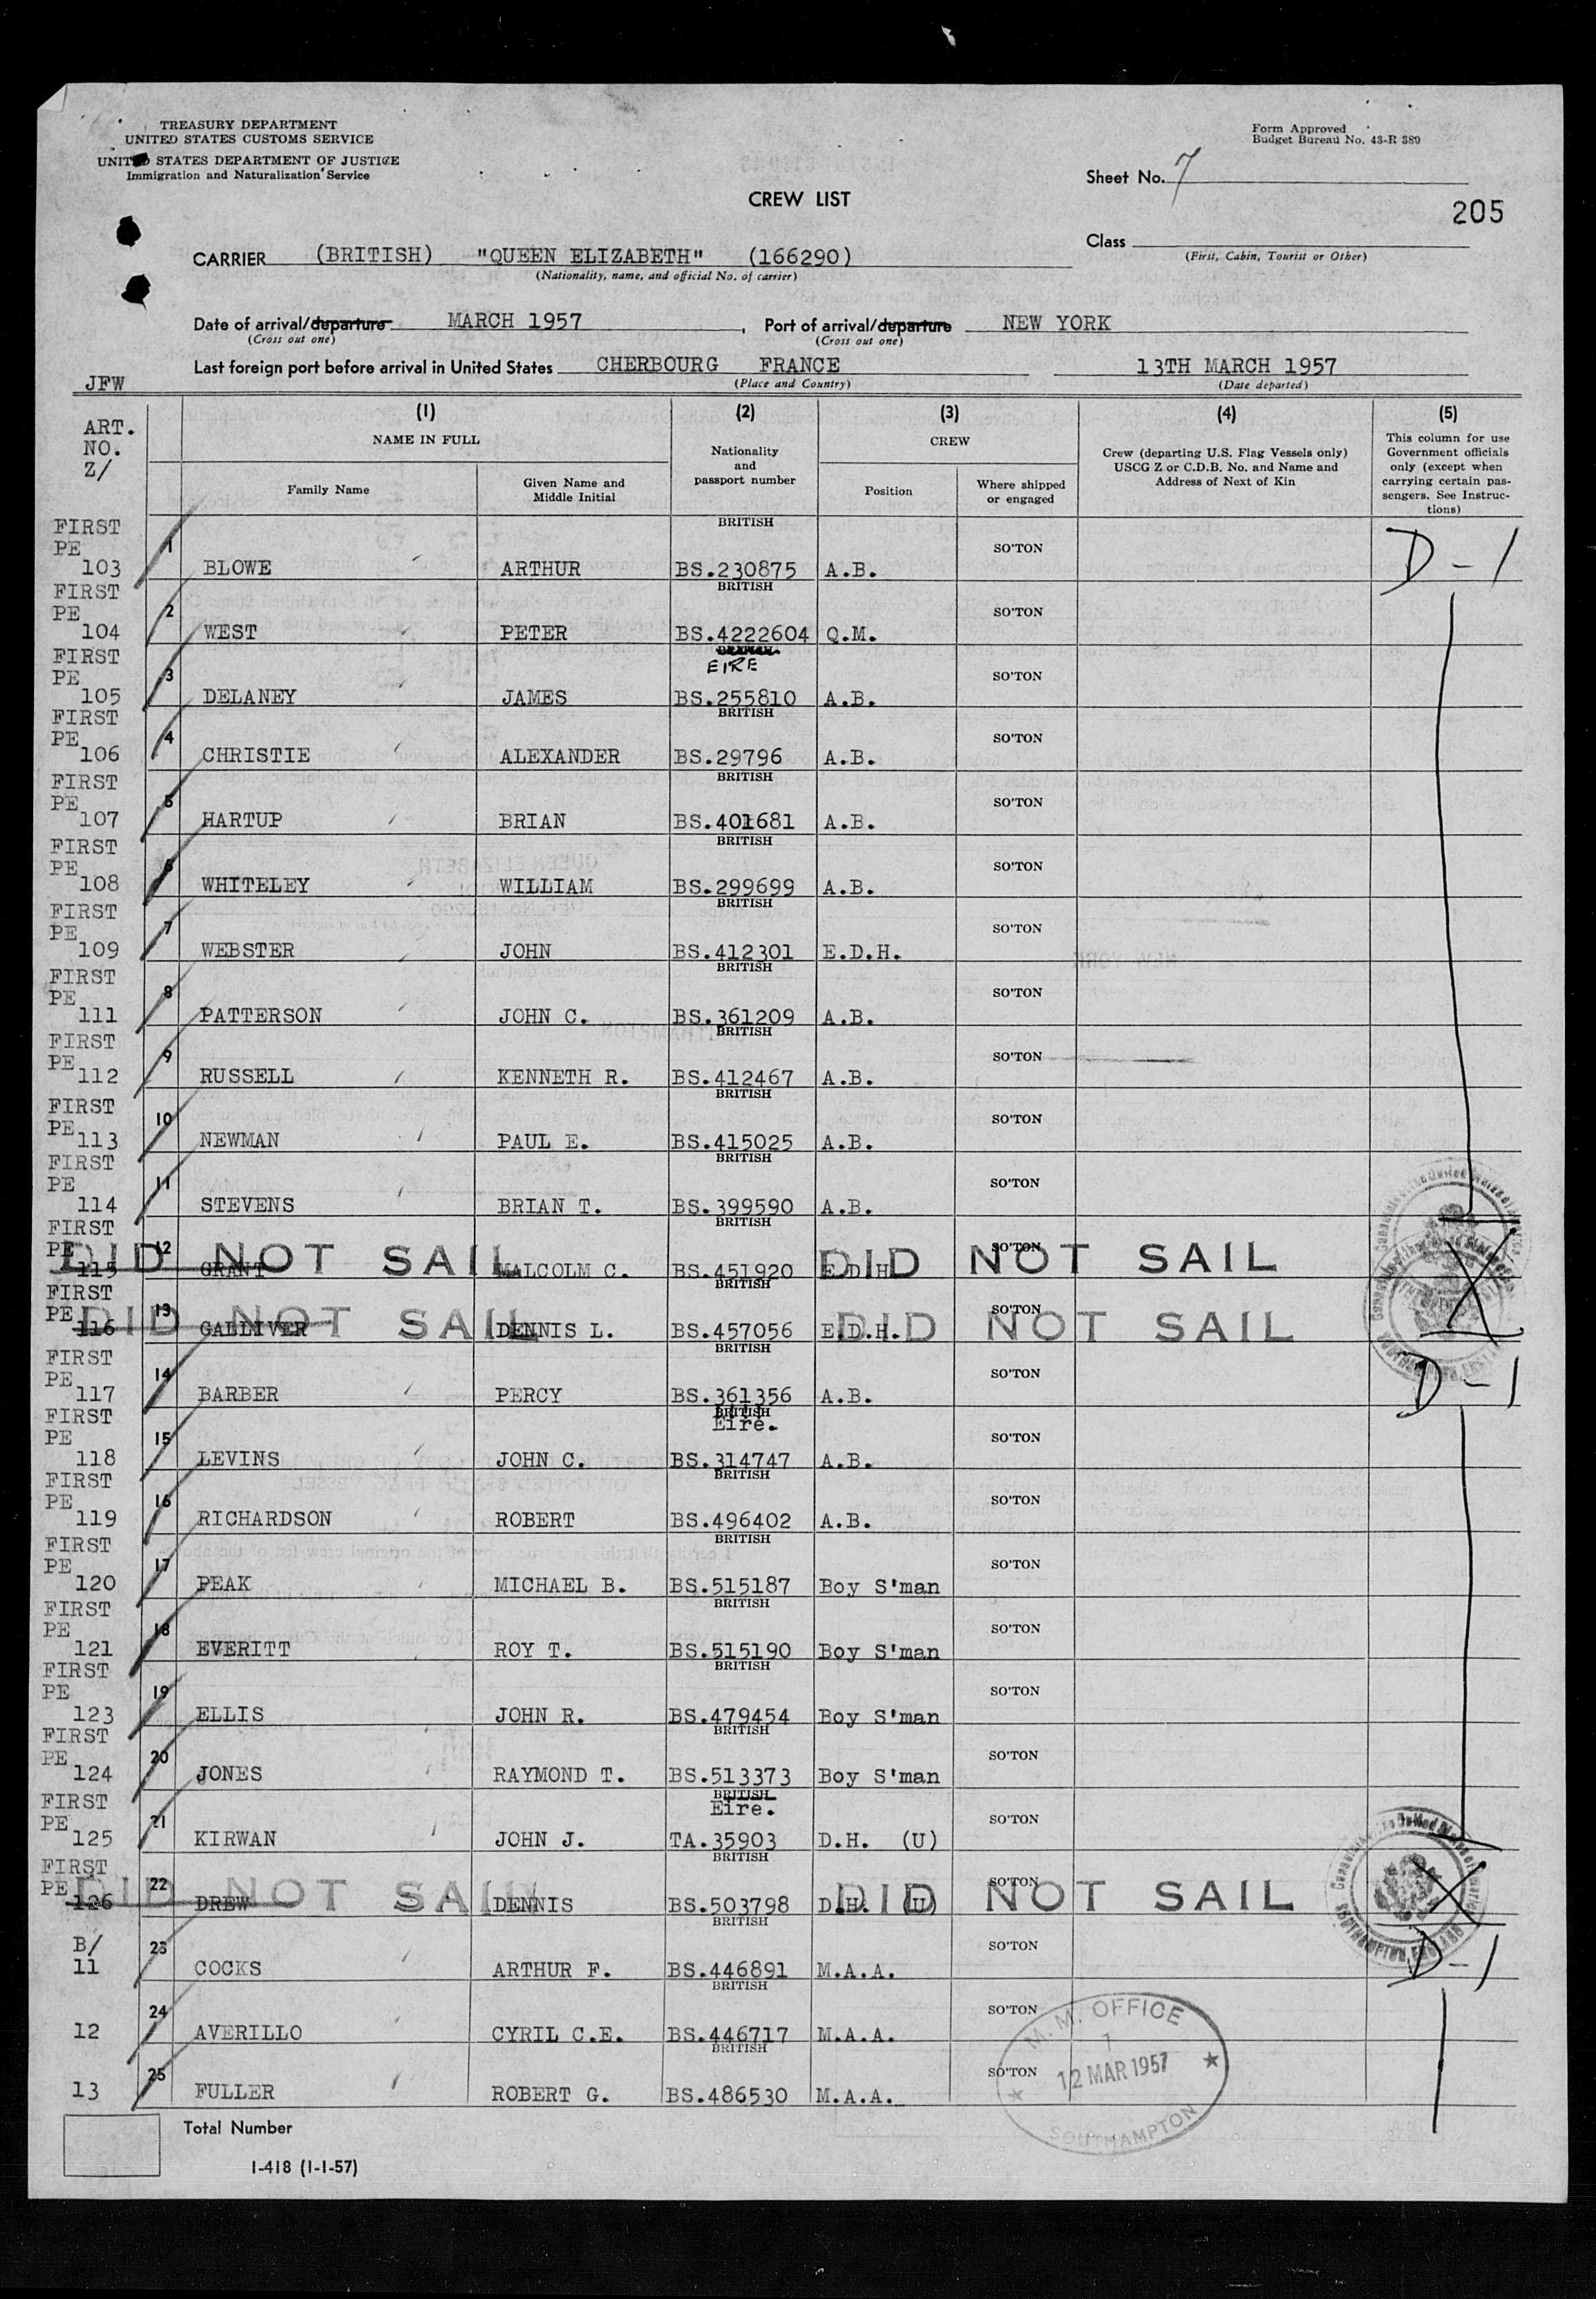 TREASURY DEPARTMENT
UNITED STATES CUSTOMS SERVICE
UNITED STATES DEPARTMENT OF JUSTICE
Immigration and Naturalization Service
Form Approved
Budget Bureau No. 43-R 380
Sheet No. 7
CREW LIST
205
Class
(First, Cabin, Tourist or Other)
CARRIER (BRITISH) "QUEEN ELIZABETH" (166290)
(Nationality, name, and official No. of carrier)
Date of arrival/departure MARCH 1957, Port of arrival/departure NEW YORK
(Cross out one) (Cross out one)
Last foreign port before arrival in United States CHERBOURG FRANCE 13TH MARCH 1957
(Place and Country) (Date departed)
JFW
ART.
NO.
Z/
(1) (2) (3) (4) (5)
NAME IN FULL
Family Name
Given Name and
Middle Initial
Nationality
and
passport number
CREW
Position
Where shipped
or engaged
Crew (departing U.S. Flag Vessels only)
USCG Z or C.D.B. No. and Name and
Address of Next of Kin
This column for use
Government officials
only (except when
carrying certain pas-
sengers. See Instruc-
tions)
FIRST BRITISH
PE 1 SO'TON D-1
103 BLOWE ARTHUR BS.230875 A.B.
FIRST BRITISH
PE 2 SO'TON
104 WEST PETER BS.4222604 Q.M.
FIRST BRITISH
PE 3 EIRE SO'TON
105 DELANEY JAMES BS.255810 A.B.
FIRST BRITISH
PE 4 SO'TON
106 CHRISTIE ALEXANDER BS.29796 A.B.
FIRST BRITISH
PE 5 SO'TON
107 HARTUP BRIAN BS.401681 A.B.
FIRST BRITISH
PE 6 SO'TON
108 WHITELEY WILLIAM BS.299699 A.B.
FIRST BRITISH
PE 7 SO'TON
109 WEBSTER JOHN BS.412301 E.D.H.
FIRST BRITISH
PE 8 SO'TON
111 PATTERSON JOHN C. BS.361209 A.B.
FIRST BRITISH
PE 9 SO'TON
112 RUSSELL KENNETH R. BS.412467 A.B.
FIRST BRITISH
PE 10 SO'TON
113 NEWMAN PAUL E. BS.415025 A.B.
FIRST BRITISH
PE 11 SO'TON
114 STEVENS BRIAN T. BS.399590 A.B.
FIRST BRITISH
PE 12 SO'TON
DID NOT SAIL DID NOT SAIL X
115 GRANT MALCOLM C. BS.451920 E.D.H.
FIRST BRITISH
PE 13 SO'TON
DID NOT SAIL DID NOT SAIL
116 GALLIVER DENNIS L. BS.457056 E.D.H.
FIRST BRITISH
PE 14 SO'TON D-1
117 BARBER PERCY BS.361356 A.B.
FIRST BRITISH
PE 15 Eire. SO'TON
118 LEVINS JOHN C. BS.314747 A.B.
FIRST BRITISH
PE 16 SO'TON
119 RICHARDSON ROBERT BS.496402 A.B.
FIRST BRITISH
PE 17 SO'TON
120 PEAK MICHAEL B. BS.515187 Boy S'man
FIRST BRITISH
PE 18 SO'TON
121 EVERITT ROY T. BS.515190 Boy S'man
FIRST BRITISH
PE 19 SO'TON
123 ELLIS JOHN R. BS.479454 Boy S'man
FIRST BRITISH
PE 20 SO'TON
124 JONES RAYMOND T. BS.513373 Boy S'man
FIRST BRITISH
PE 21 Eire. SO'TON
125 KIRWAN JOHN J. TA.35903 D.H. (U)
FIRST BRITISH
PE 22 SO'TON
DID NOT SAIL DID NOT SAIL X
126 DREW DENNIS BS.503798 D.H. (U)
B/ BRITISH
23 SO'TON D-1
11 COCKS ARTHUR F. BS.446891 M.A.A.
BRITISH
24 SO'TON
12 AVERILLO CYRIL C.E. BS.446717 M.A.A.
BRITISH
25 SO'TON
13 FULLER ROBERT G. BS.486530 M.A.A.
M. M. OFFICE
1
12 MAR 1957
SOUTHAMPTON
Total Number
I-418 (1-1-57)